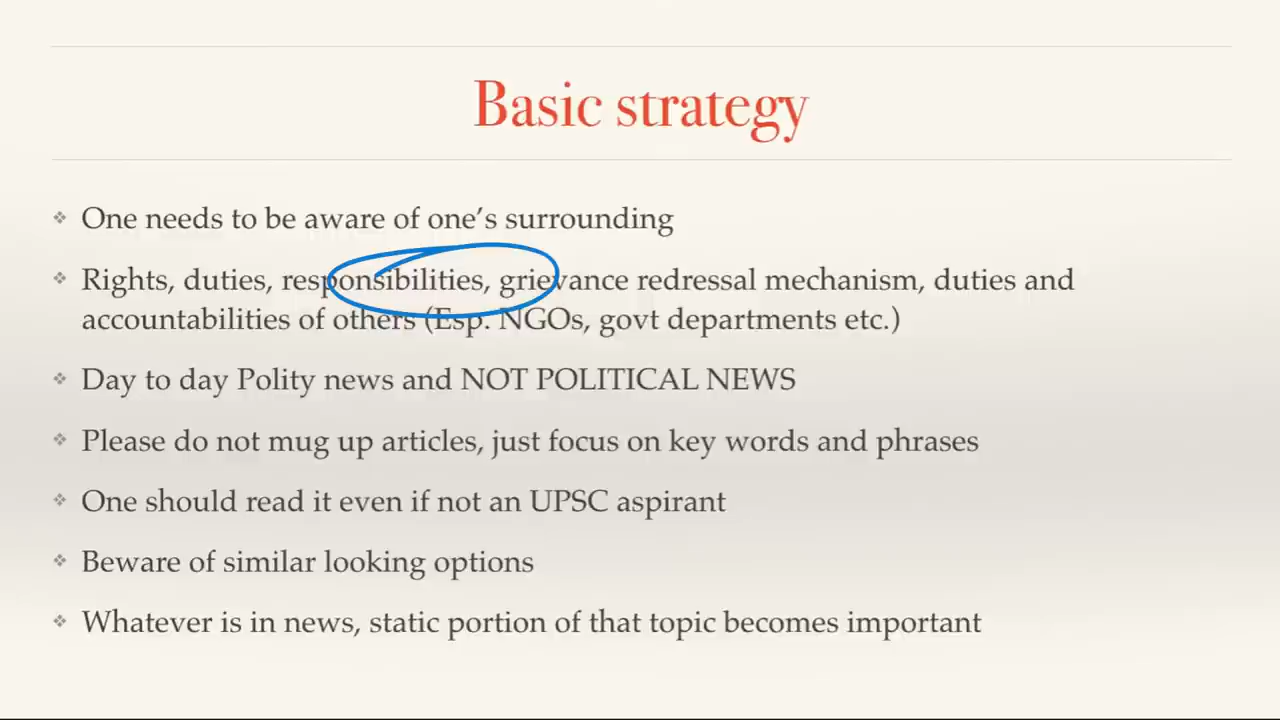 Basic strategy
One needs to be aware of one's surrounding
Rights, duties, responsibilities, grievance redressal mechanism, duties and
accountabilities of others (Esp. NGOs, govt departments etc.)
Day to day Polity news and NOT POLITICAL NEWS
Please do not mug up articles, just focus on key words and phrases
One should read it even if not an UPSC aspirant
Beware of similar looking options
Whatever is in news, static portion of that topic becomes important